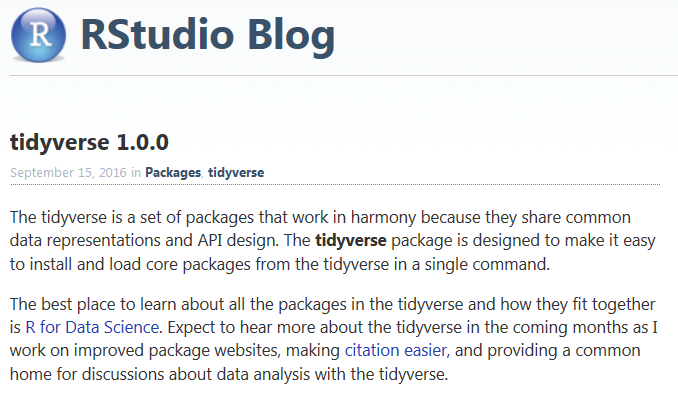 R RStudio Blog
tidyverse 1.0.0
September 15, 2016 in Packages, tidyverse
The tidyverse is a set of packages that work in harmony because they share common
data representations and API design. The tidyverse package is designed to make it easy
to install and load core packages from the tidyverse in a single command.
The best place to learn about all the packages in the tidyverse and how they fit together
is R for Data Science. Expect to hear more about the tidyverse in the coming months as I
work on improved package websites, making citation easier, and providing a common
home for discussions about data analysis with the tidyverse.